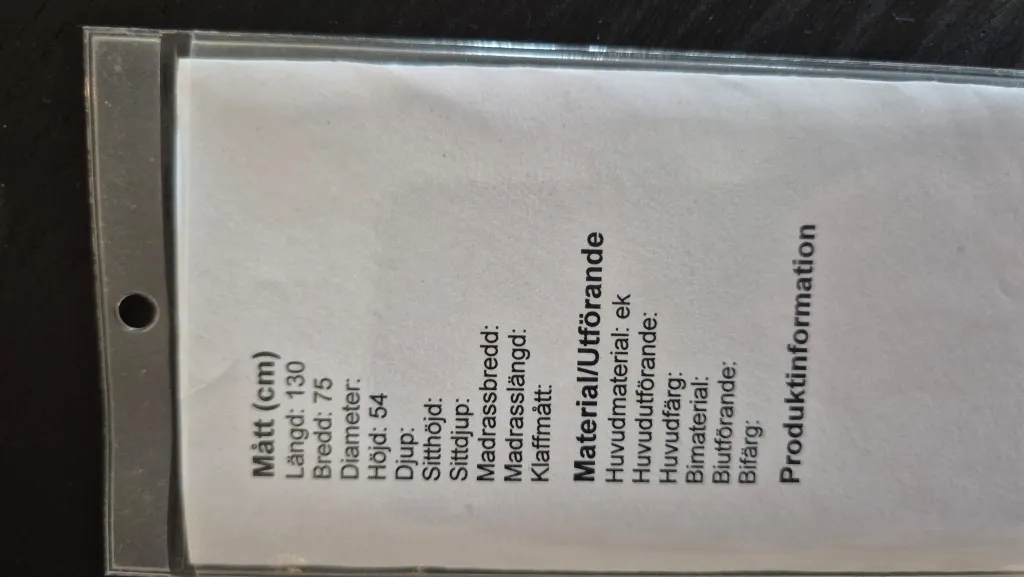 Mått (cm)
Längd: 130
Bredd: 75
Diameter:
Höjd: 54
Djup:
Sitthöjd:
Sittdjup:
Madrassbredd:
Madrasslängd:
Klaffmått:
Material/Utförande
Huvudmaterial: ek
Huvudutförande:
Huvudfärg:
Bimaterial:
Biutförande:
Bifärg:
Produktinformation